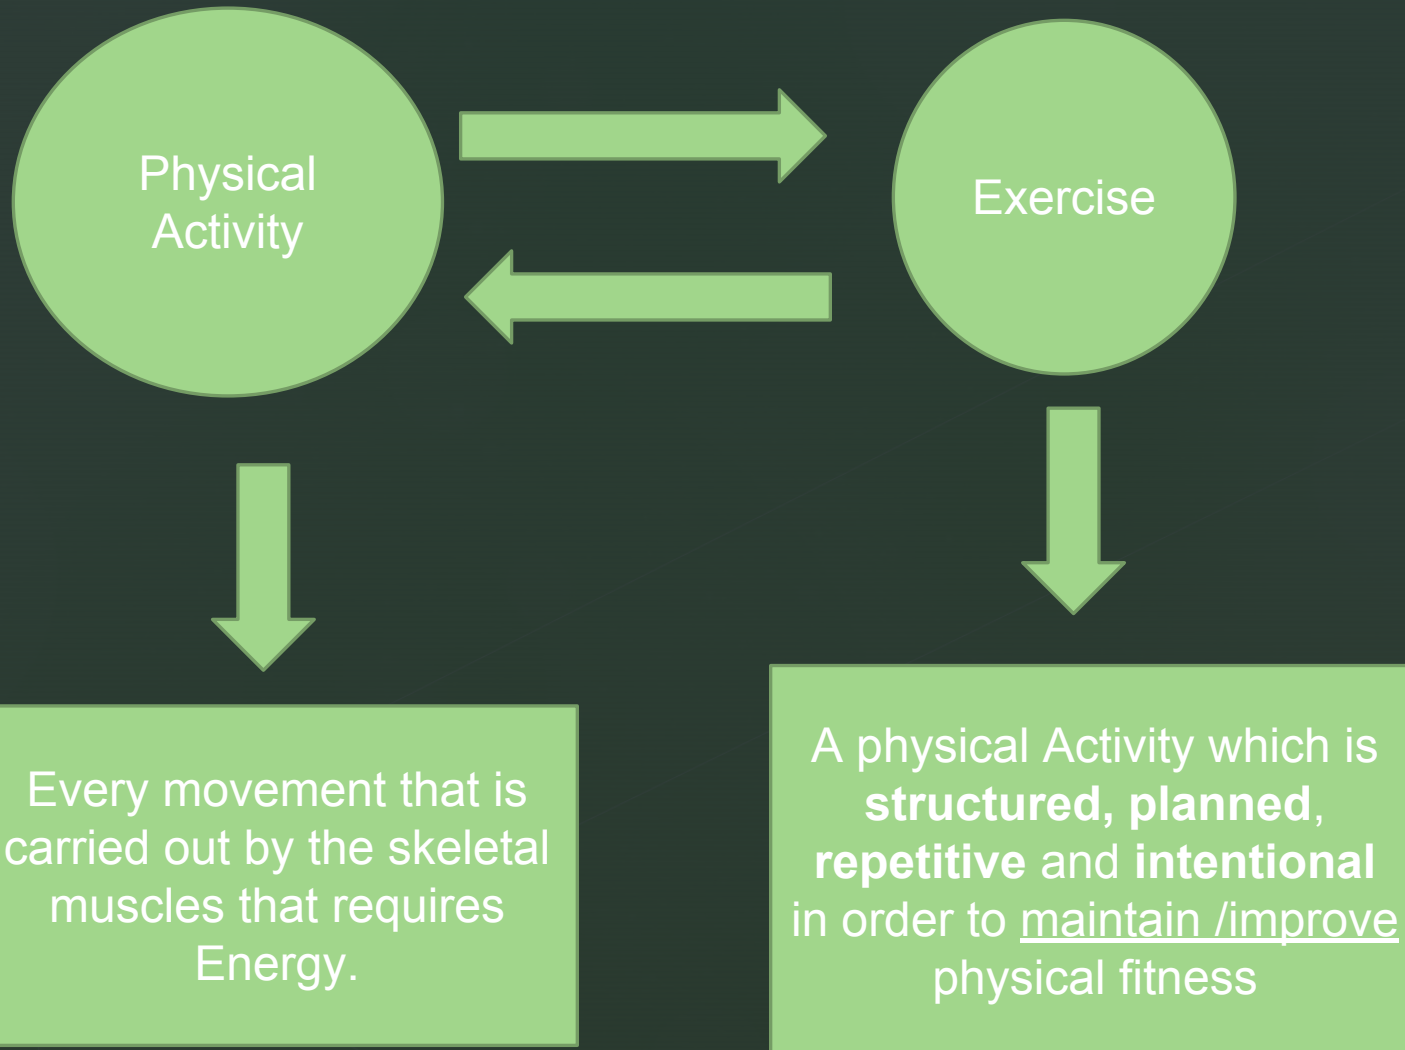 Physical
Activity
Exercise
Every movement that is
carried out by the skeletal
muscles that requires
Energy.
A physical Activity which is
structured, planned,
repetitive and intentional
in order to maintain /improve
physical fitness